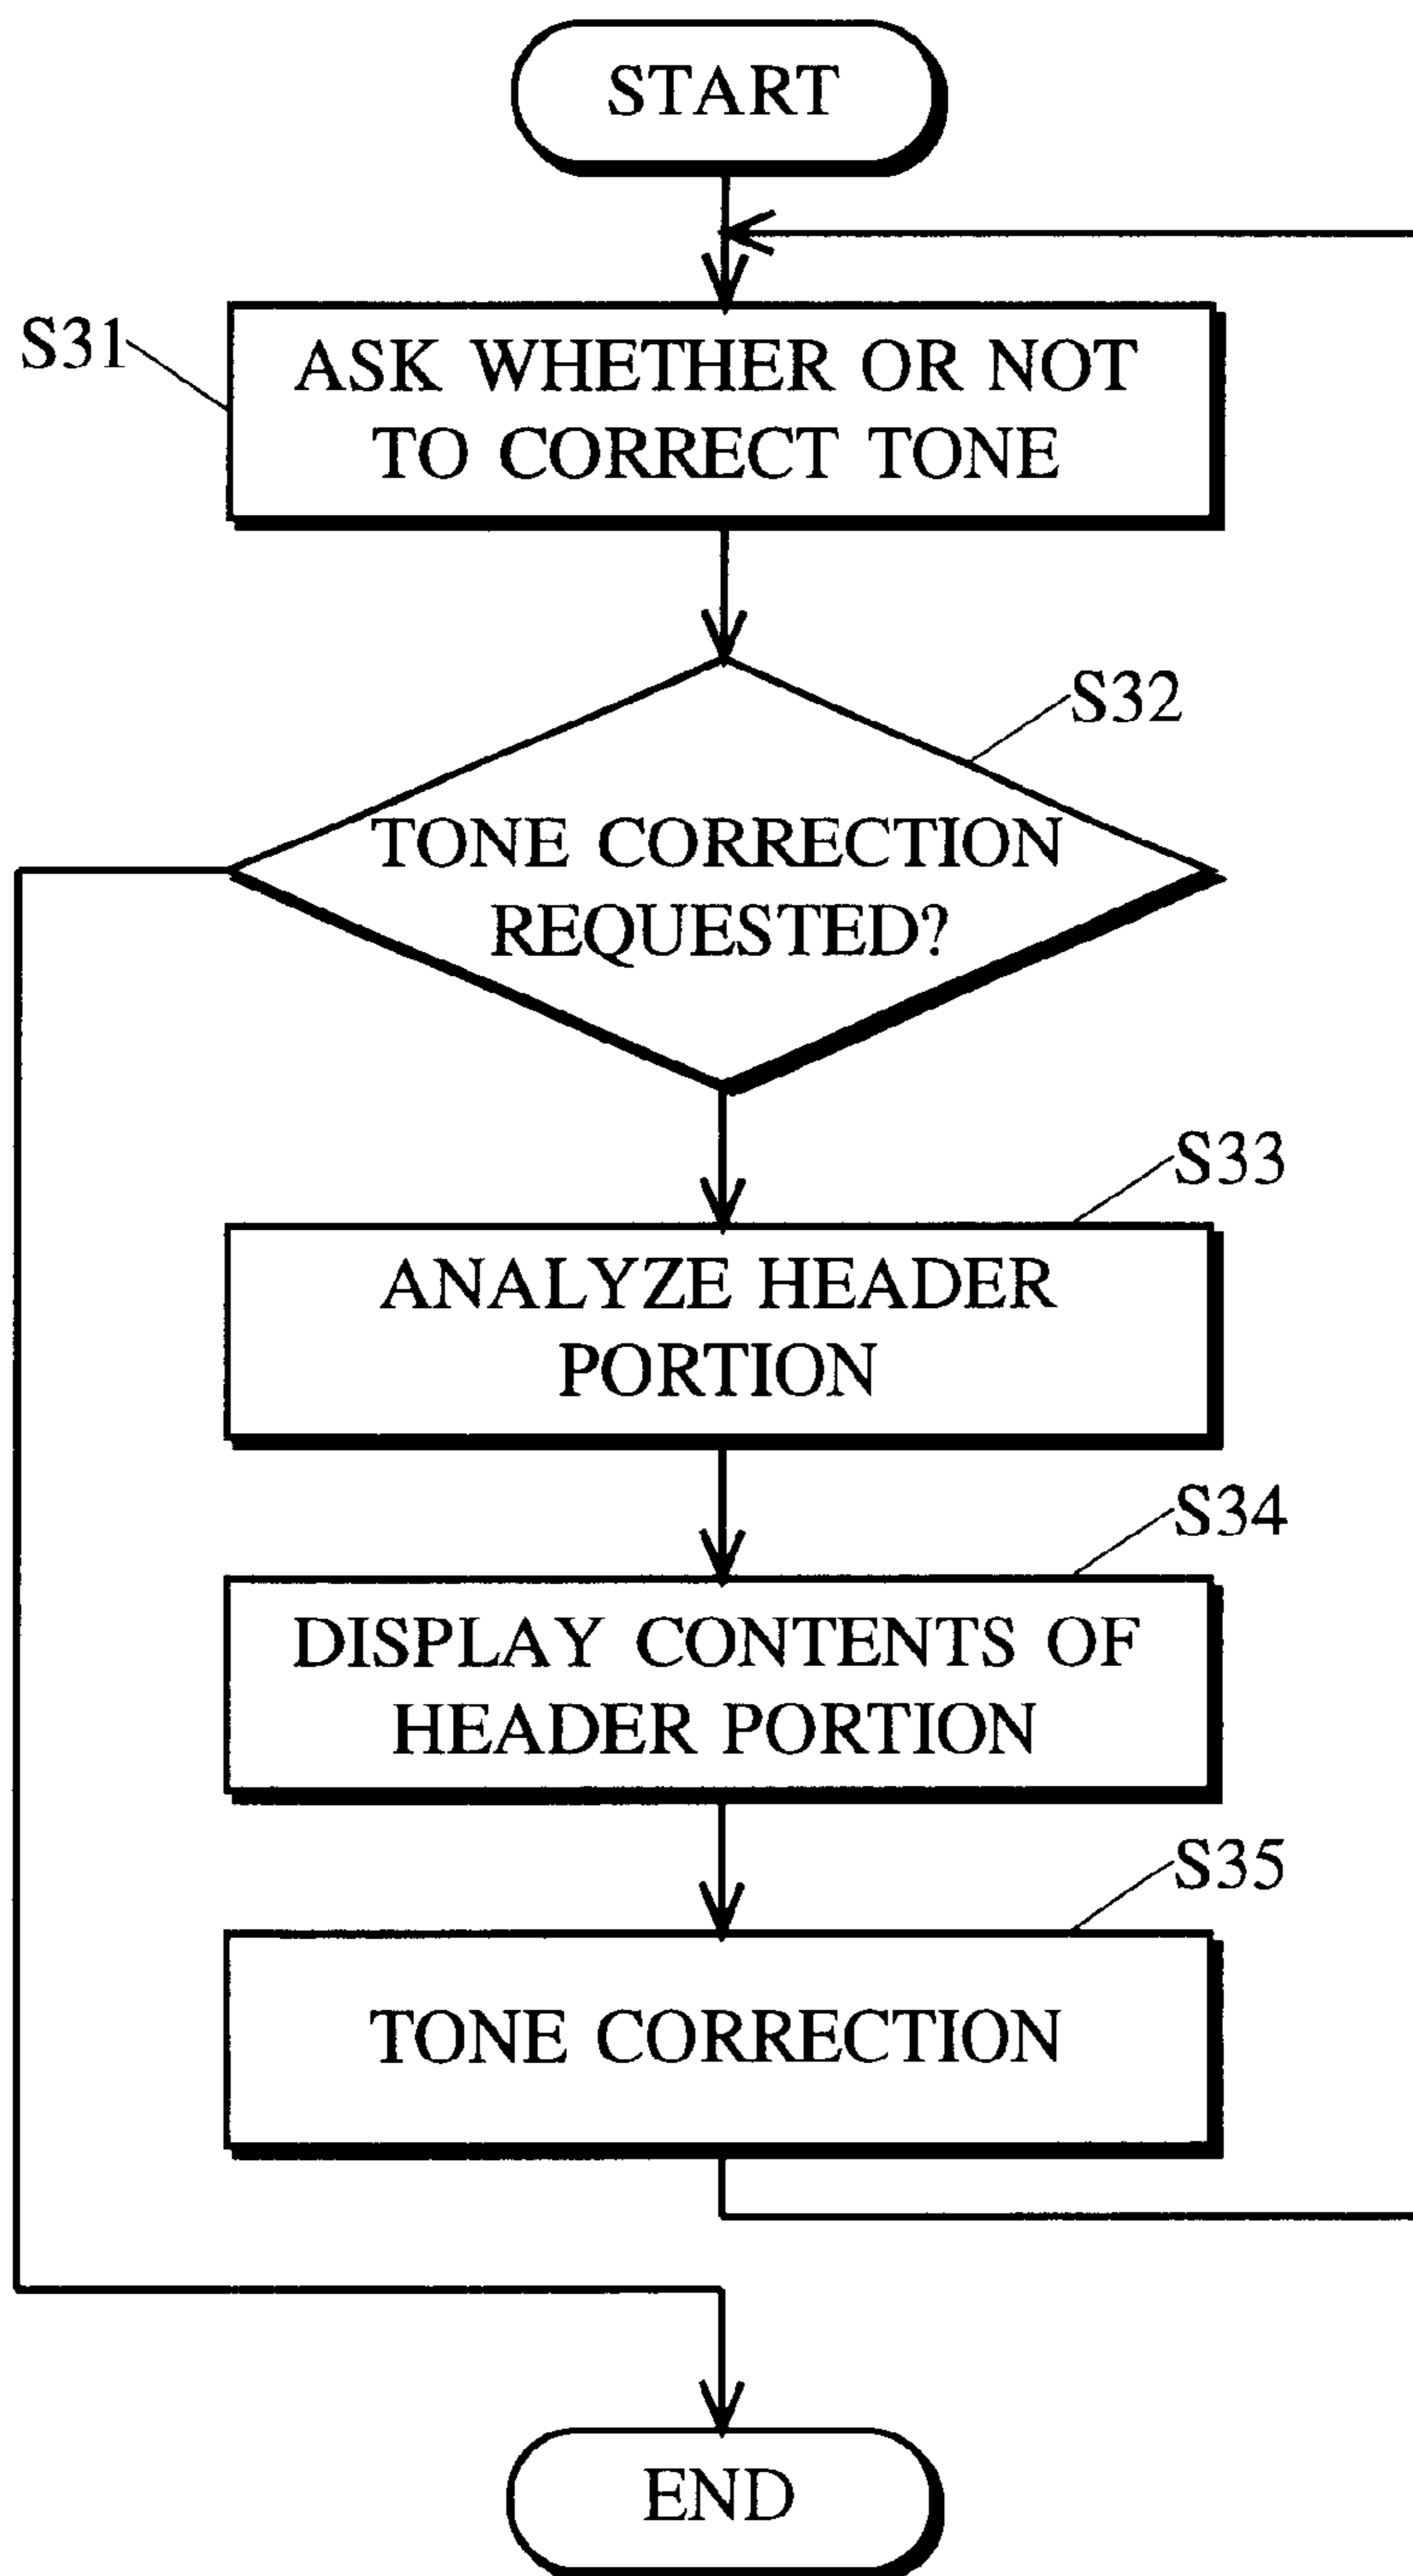 START
S31
ASK WHETHER OR NOT
TO CORRECT TONE
S32
TONE CORRECTION
REQUESTED?
S33
ANALYZE HEADER
PORTION
S34
DISPLAY CONTENTS OF
HEADER PORTION
S35
TONE CORRECTION
END